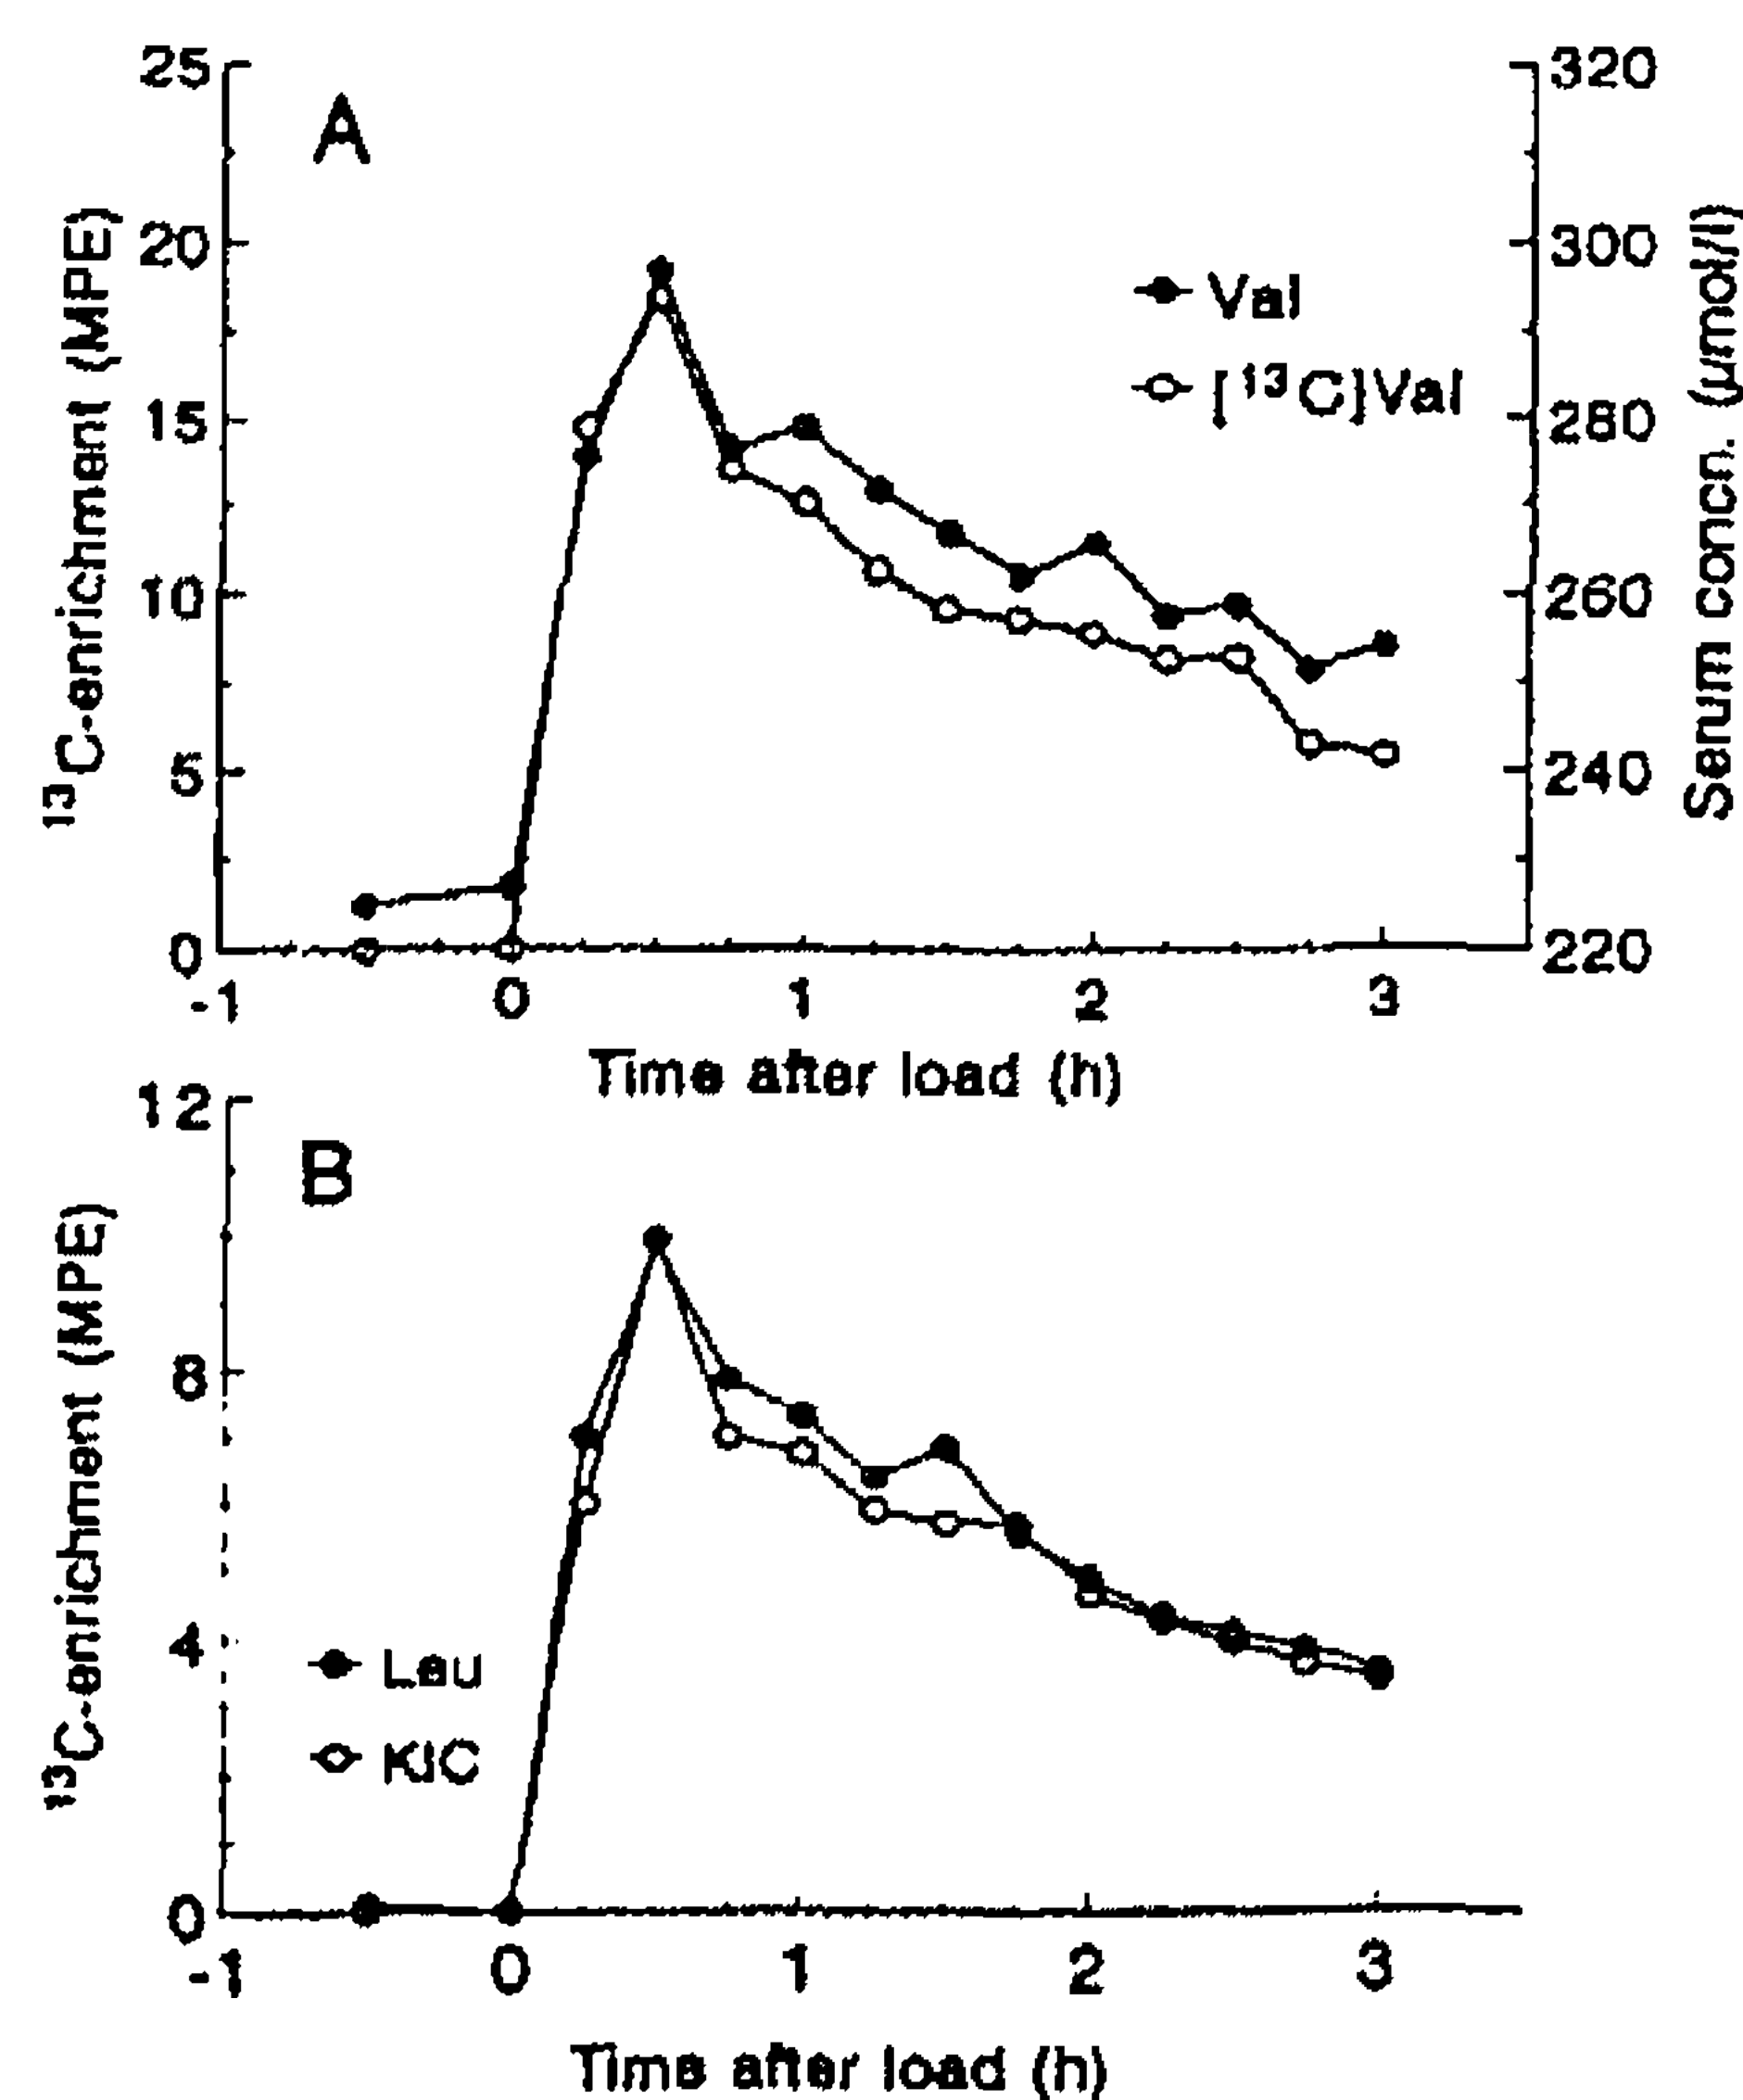 A
25
20
15
10
5
0
¹³C-enrichment (MPE)
320
300
280
260
240
220
Serum concn. (µmol/l)
Val
[¹³C]Val
-1 0 1 2 3
Time after load (h)
B
12
8
4
0
¹³C-enrichment (MPE)
Leu
KIC
-1 0 1 2 3
Time after load (h)